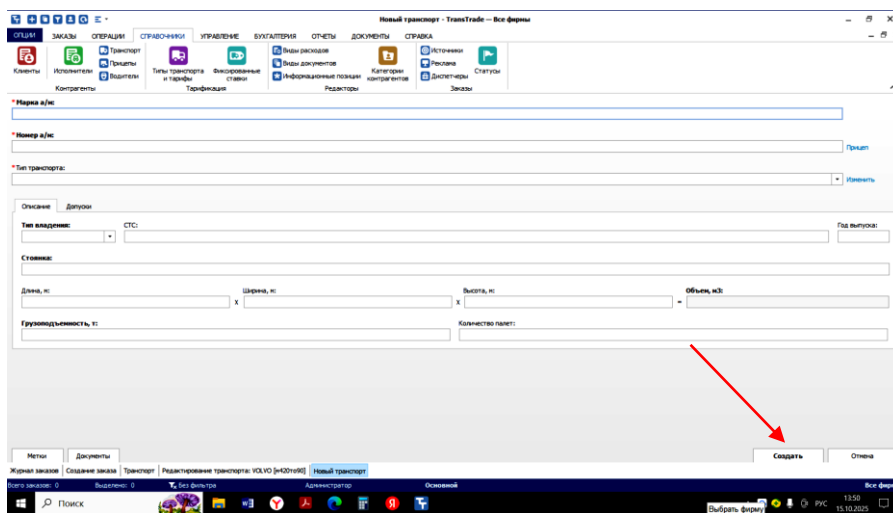 Новый транспорт - TransTrade — Все фирмы
ОПЦИИ ЗАКАЗЫ ОПЕРАЦИИ СПРАВОЧНИКИ УПРАВЛЕНИЕ БУХГАЛТЕРИЯ ОТЧЕТЫ ДОКУМЕНТЫ СПРАВКА
Клиенты
Исполнители
Транспорт
Прицепы
Водители
Контрагенты
Типы транспорта и тарифы
Фиксированные ставки
Тарификация
Виды расходов
Виды документов
Информационные позиции
Категории контрагентов
Редакторы
Источники
Реклама
Диспетчеры
Статусы
Заказы
*Марка а/м:
*Номер а/м:
Прицеп
*Тип транспорта:
Изменить
Описание Допуски
Тип владения: СТС: Год выпуска:
Стоянка:
Длина, м: Ширина, м: Высота, м: Объем, м3:
x x =
Грузоподъемность, т: Количество палет:
Метки Документы Создать Отмена
Журнал заказов Создание заказа Транспорт Редактирование транспорта: VOLVO [м420то90] Новый транспорт
Всего заказов: 0 Выделено: 0 Без фильтра Администратор Основной Все фирмы
Поиск
Выбрать фирму
РУС
13:50
15.10.2025